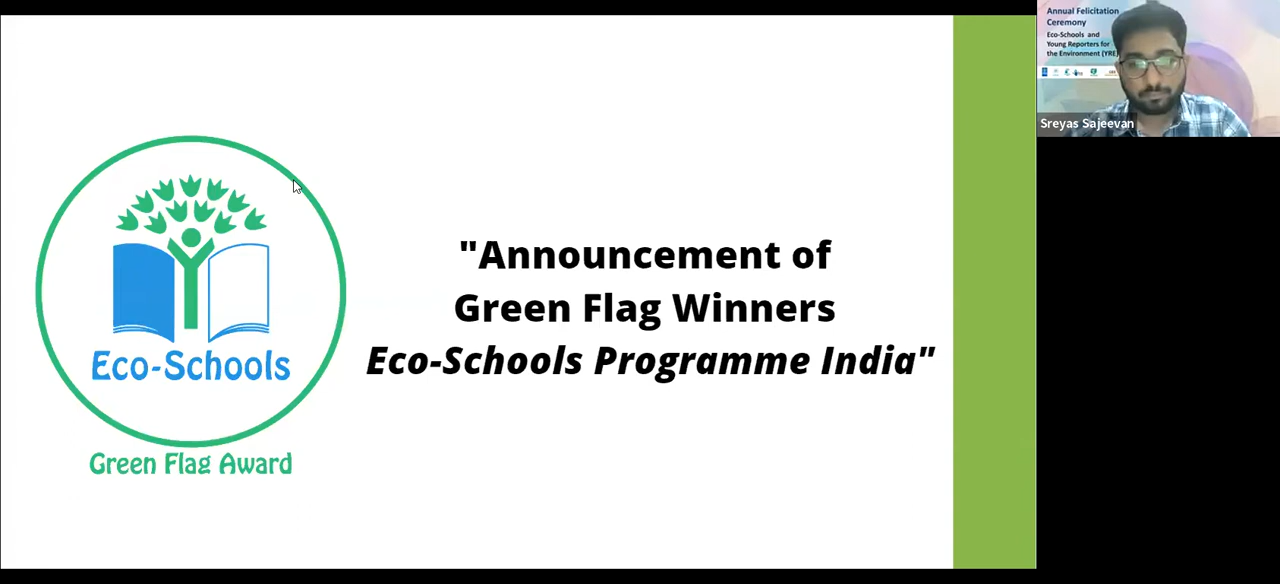 "Announcement of
Green Flag Winners
Eco-Schools Programme India"
Eco-Schools
Green Flag Award
Annual Felicitation
Ceremony
Eco-Schools and
Young Reporters for
the Environment (YRE)
Sreyas Sajeevan